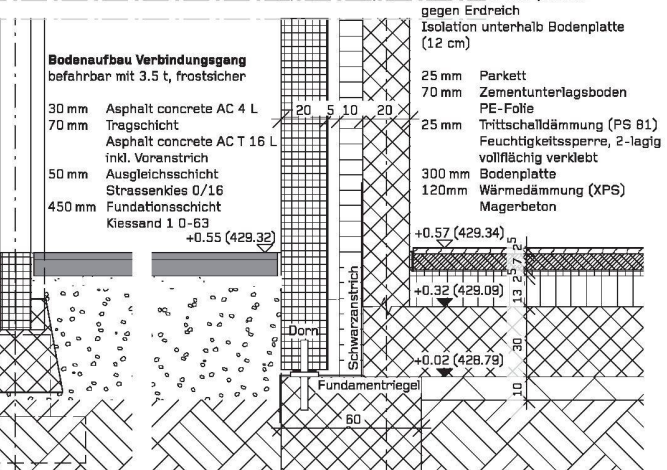 gegen Erdreich
Isolation unterhalb Bodenplatte
(12 cm)
25 mm Parkett
70 mm Zementunterlagsboden
PE-Folie
25 mm Trittschalldämmung (PS 81)
Feuchtigkeitssperre, 2-lagig
vollflächig verklebt
300 mm Bodenplatte
120mm Wärmedämmung (XPS)
Magerbeton
Bodenaufbau Verbindungsgang
befahrbar mit 3.5 t, frostsicher
30 mm Asphalt concrete AC 4 L
70 mm Tragschicht
Asphalt concrete AC T 16 L
inkl. Voranstrich
50 mm Ausgleichsschicht
Strassenkies 0/16
450 mm Fundationsschicht
Kiessand 1 0-63
20 5 10 20
+0.55 (429.32)
+0.57 (429.34)
+0.32 (429.09)
+0.02 (428.79)
25
7
25
13
30
10
Schwarzanstrich
Dorn
Fundamentriegel
60